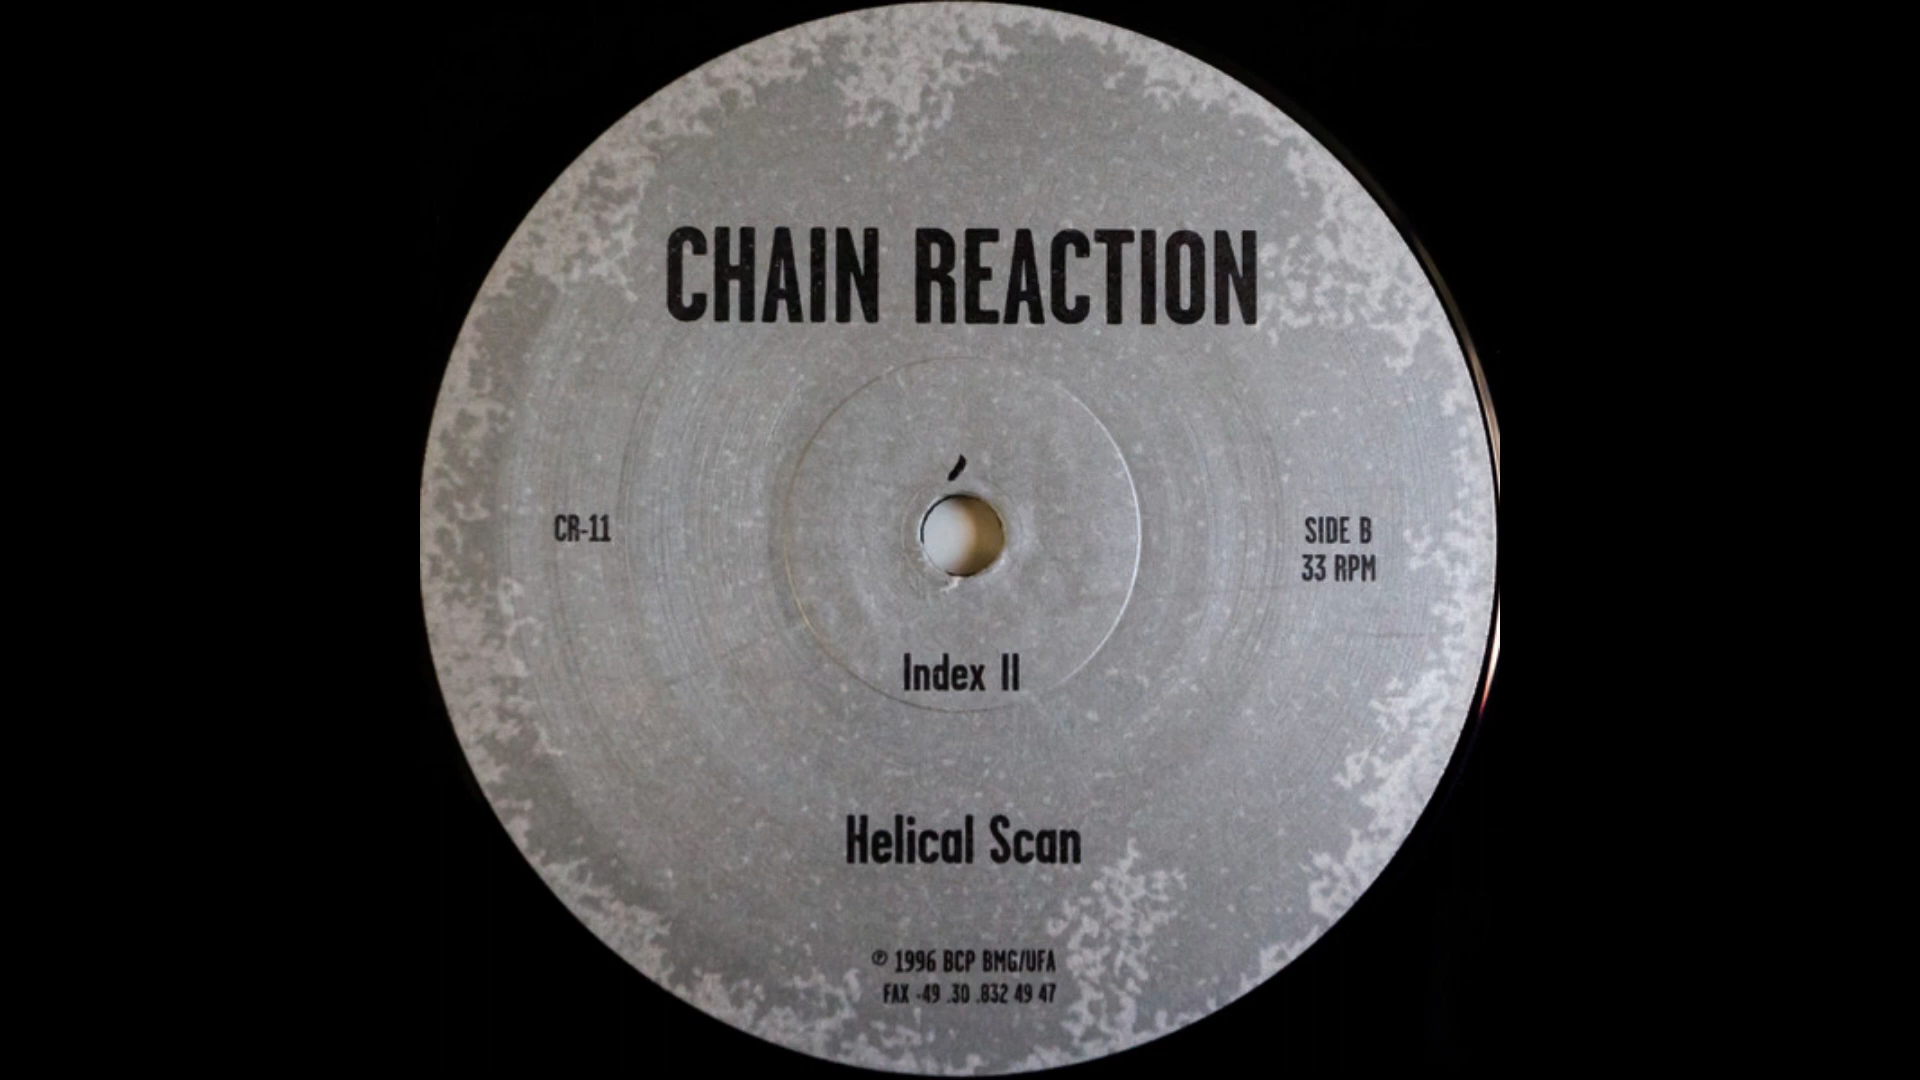 CHAIN REACTION
CR-11
SIDE B
33 RPM
Index II
Helical Scan
℗ 1996 BCP BMG/UFA
FAX -49 .30 .832 49 47